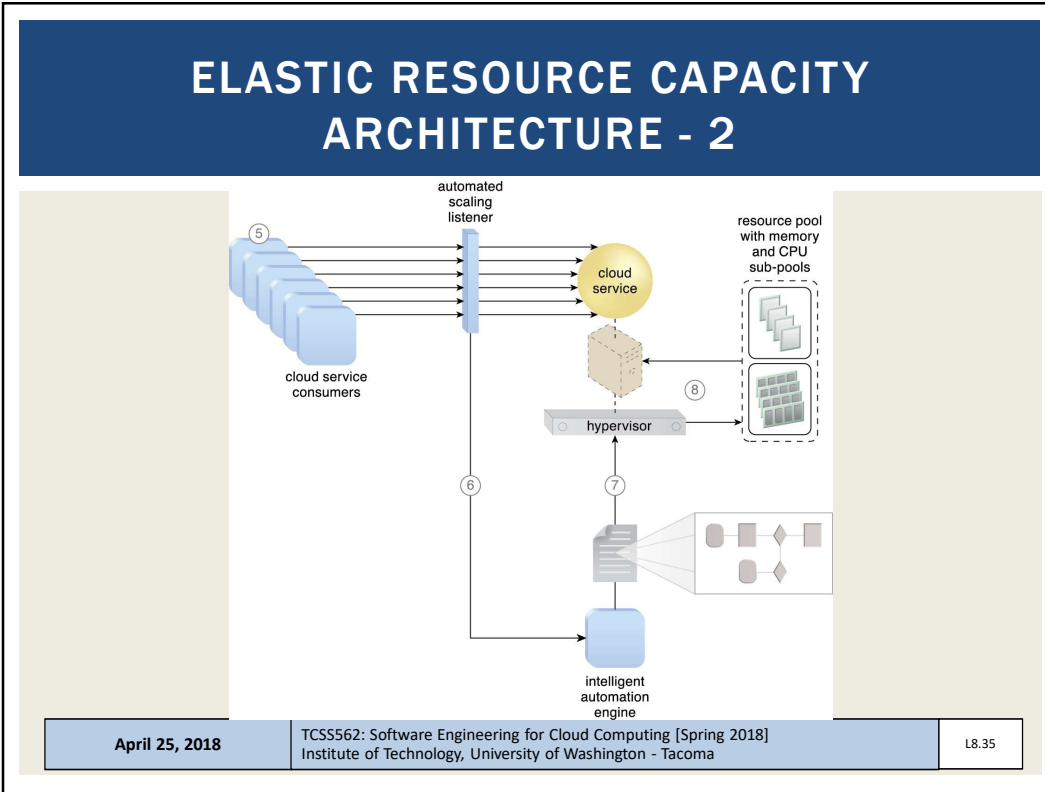 ELASTIC RESOURCE CAPACITY
ARCHITECTURE - 2
automated
scaling
listener
resource pool
with memory
and CPU
sub-pools
5
cloud
service
cloud service
consumers
8
hypervisor
6
7
intelligent
automation
engine
April 25, 2018
TCSS562: Software Engineering for Cloud Computing [Spring 2018]
Institute of Technology, University of Washington - Tacoma
L8.35